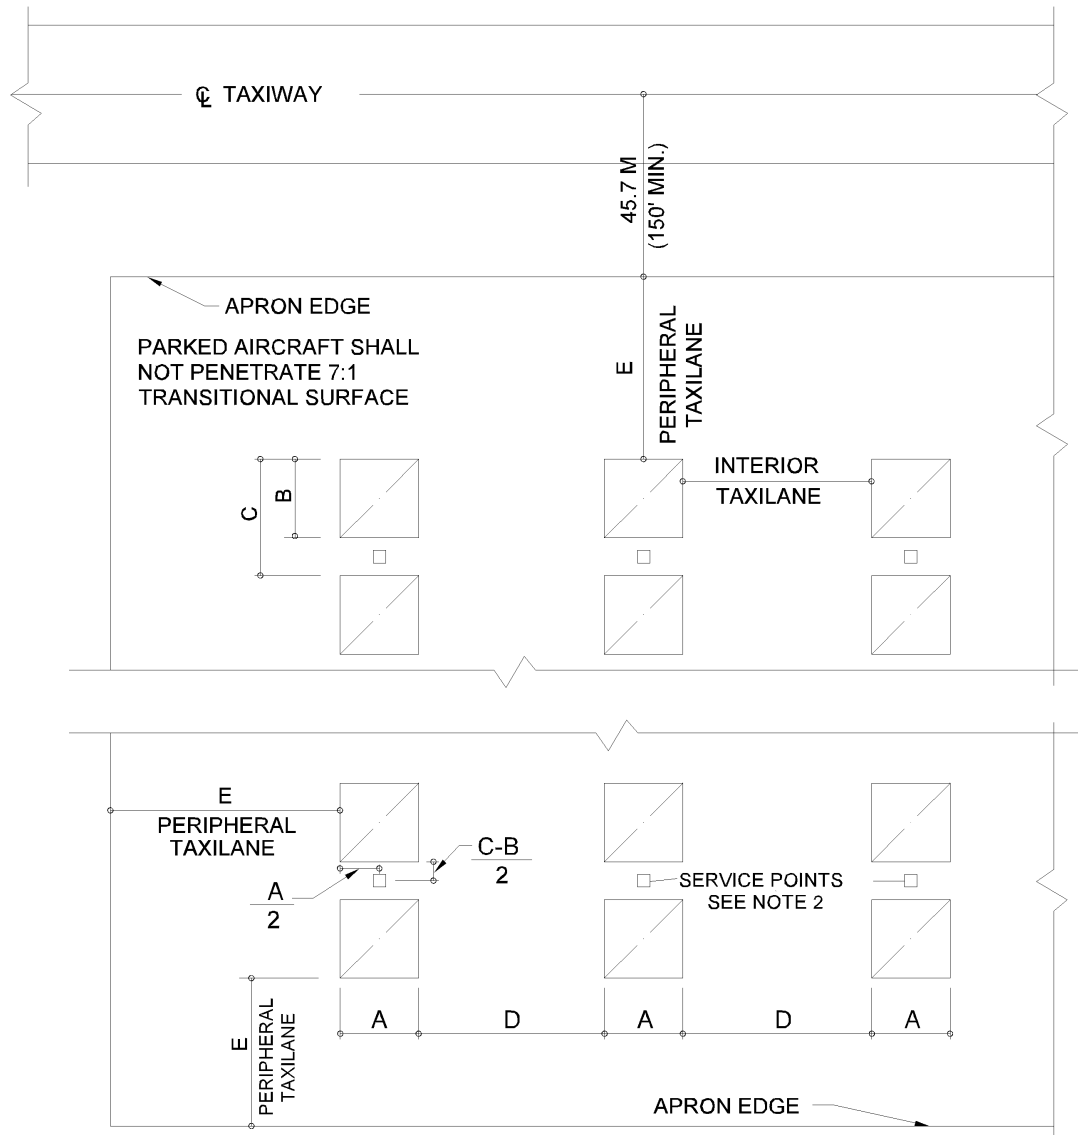 ℄ TAXIWAY
45.7 M
(150' MIN.)
APRON EDGE
PARKED AIRCRAFT SHALL
NOT PENETRATE 7:1
TRANSITIONAL SURFACE
E
PERIPHERAL
TAXILANE
INTERIOR
TAXILANE
C
B
E
PERIPHERAL
TAXILANE
C-B
2
A
2
SERVICE POINTS
SEE NOTE 2
E
PERIPHERAL
TAXILANE
A
D
A
D
A
APRON EDGE